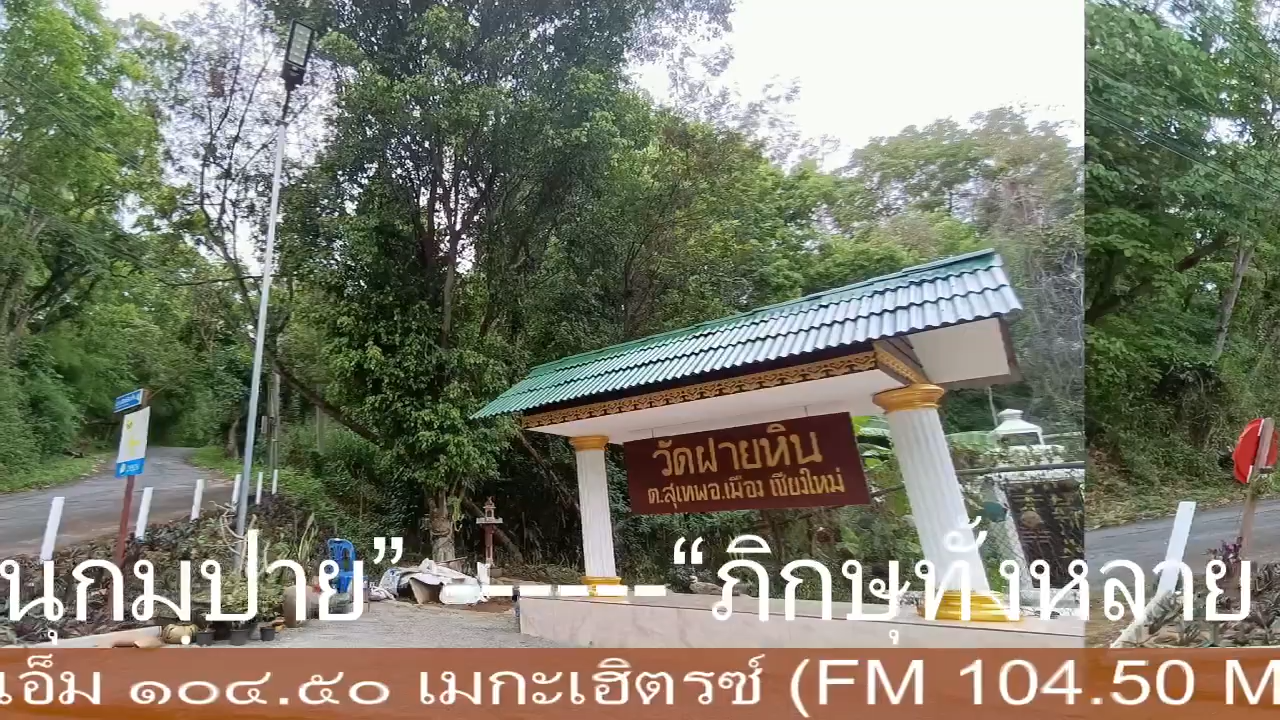 วัดฝายหิน
ต.สุเทพอ.เมือง เชียงใหม่
นุกมฺปาย” -----“ภิกษุทั้งหลาย
เอ็ม ๑๐๔.๕๐ เมกะเฮิตรซ์ (FM 104.50 M